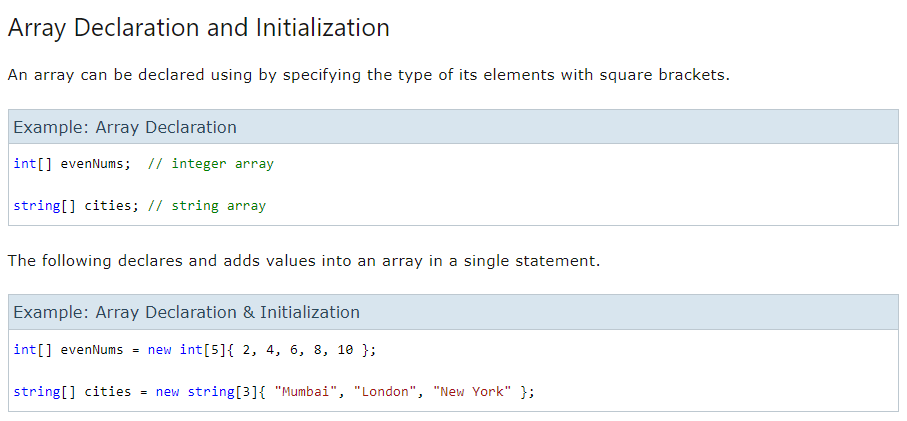 Array Declaration and Initialization
An array can be declared using by specifying the type of its elements with square brackets.
Example: Array Declaration
int[] evenNums;  // integer array
string[] cities; // string array
The following declares and adds values into an array in a single statement.
Example: Array Declaration & Initialization
int[] evenNums = new int[5]{ 2, 4, 6, 8, 10 };
string[] cities = new string[3]{ "Mumbai", "London", "New York" };